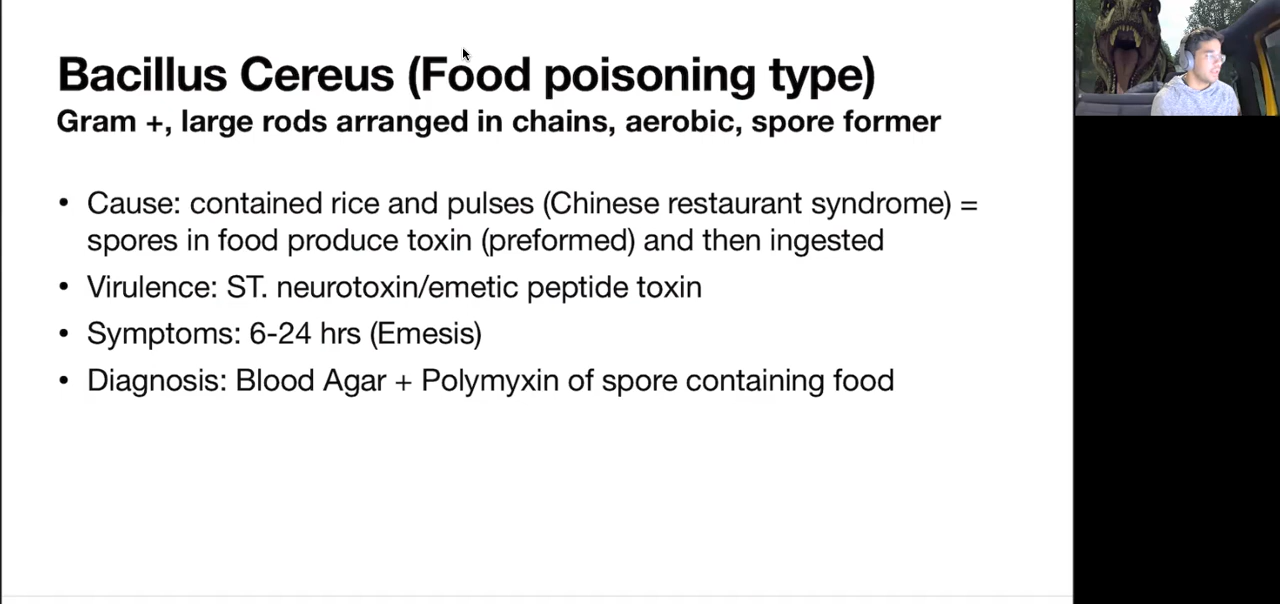 Bacillus Cereus (Food poisoning type)
Gram +, large rods arranged in chains, aerobic, spore former
• Cause: contained rice and pulses (Chinese restaurant syndrome) =
spores in food produce toxin (preformed) and then ingested
• Virulence: ST. neurotoxin/emetic peptide toxin
• Symptoms: 6-24 hrs (Emesis)
• Diagnosis: Blood Agar + Polymyxin of spore containing food